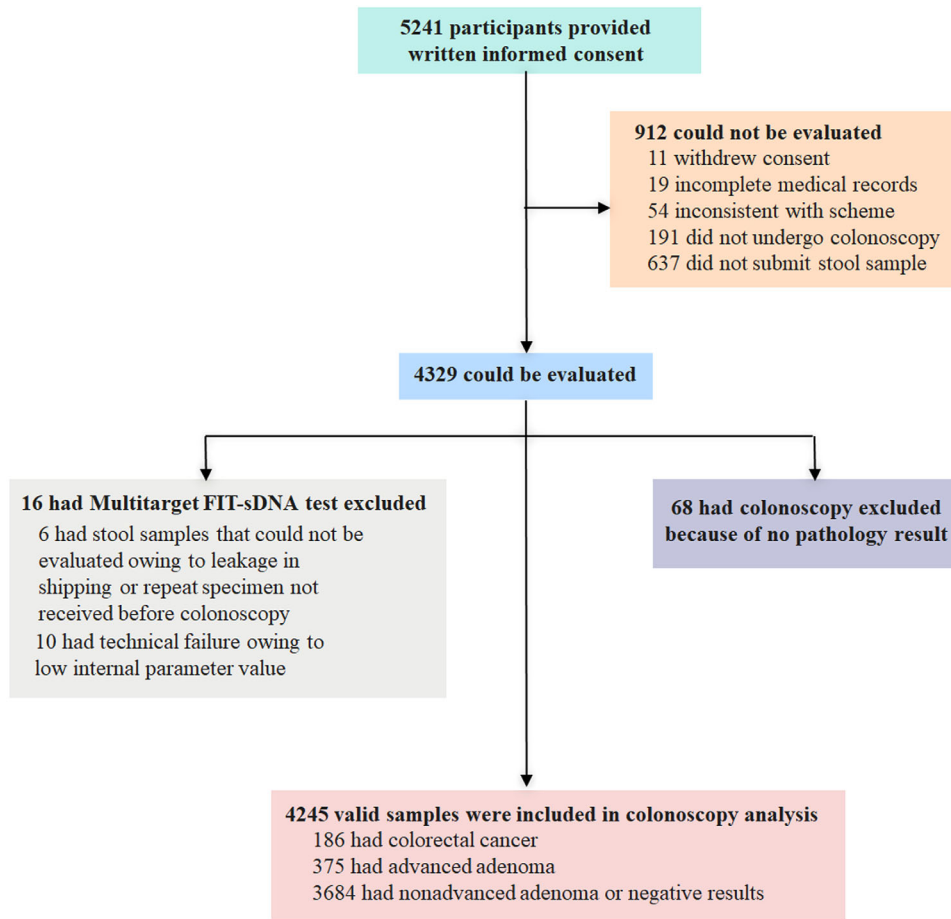 5241 participants provided
written informed consent
912 could not be evaluated
11 withdrew consent
19 incomplete medical records
54 inconsistent with scheme
191 did not undergo colonoscopy
637 did not submit stool sample
4329 could be evaluated
16 had Multitarget FIT-sDNA test excluded
6 had stool samples that could not be
evaluated owing to leakage in
shipping or repeat specimen not
received before colonoscopy
10 had technical failure owing to
low internal parameter value
68 had colonoscopy excluded
because of no pathology result
4245 valid samples were included in colonoscopy analysis
186 had colorectal cancer
375 had advanced adenoma
3684 had nonadvanced adenoma or negative results